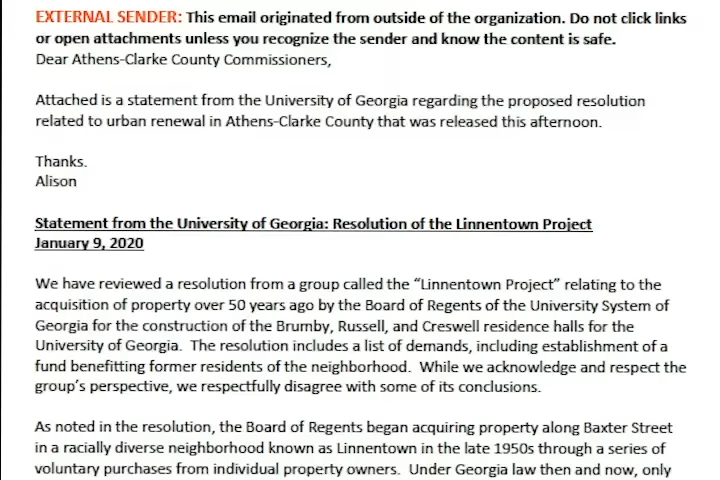 EXTERNAL SENDER: This email originated from outside of the organization. Do not click links
or open attachments unless you recognize the sender and know the content is safe.
Dear Athens-Clarke County Commissioners,
Attached is a statement from the University of Georgia regarding the proposed resolution
related to urban renewal in Athens-Clarke County that was released this afternoon.
Thanks.
Alison
Statement from the University of Georgia: Resolution of the Linnentown Project
January 9, 2020
We have reviewed a resolution from a group called the “Linnentown Project” relating to the
acquisition of property over 50 years ago by the Board of Regents of the University System of
Georgia for the construction of the Brumby, Russell, and Creswell residence halls for the
University of Georgia.  The resolution includes a list of demands, including establishment of a
fund benefitting former residents of the neighborhood.  While we acknowledge and respect the
group’s perspective, we respectfully disagree with some of its conclusions.
As noted in the resolution, the Board of Regents began acquiring property along Baxter Street
in a racially diverse neighborhood known as Linnentown in the late 1950s through a series of
voluntary purchases from individual property owners.  Under Georgia law then and now, only